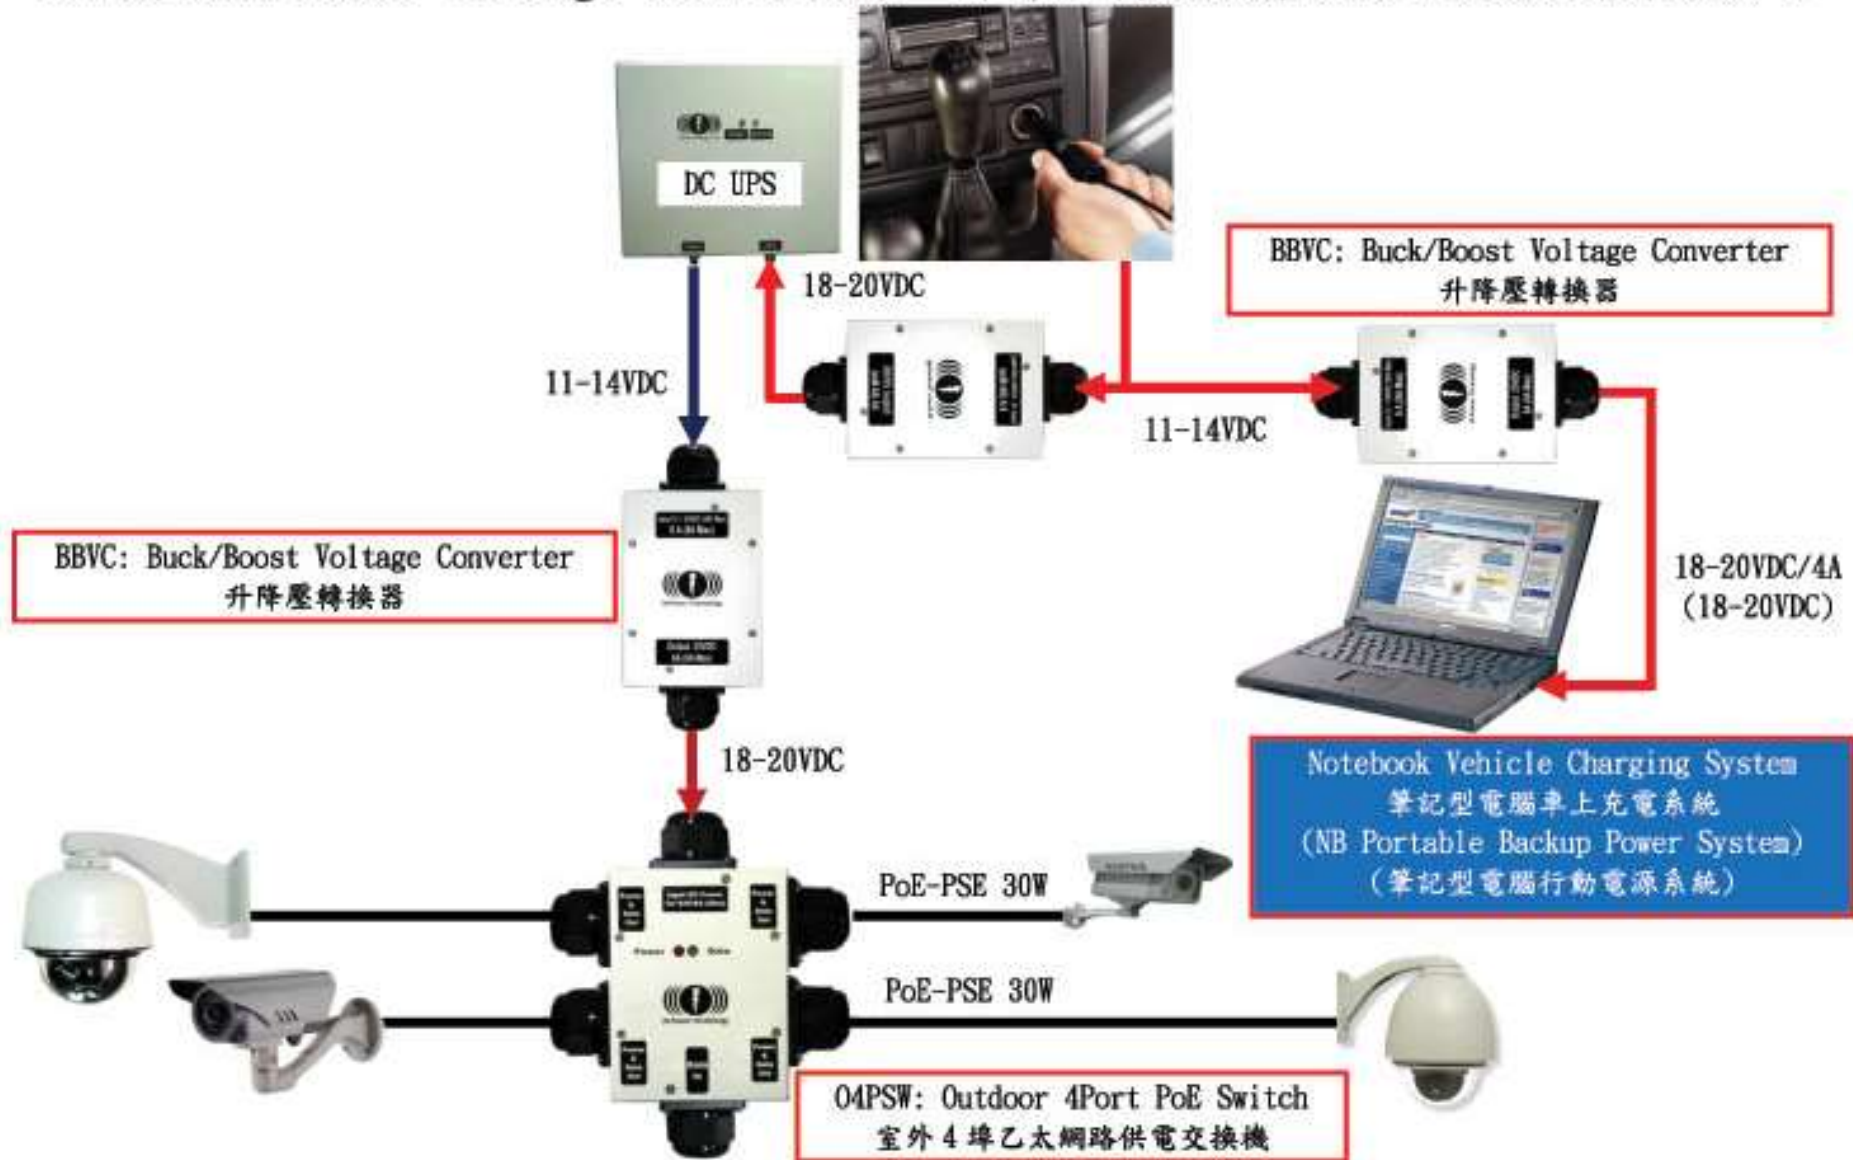 DC UPS
18-20VDC
BBVC: Buck/Boost Voltage Converter
升降壓轉換器
11-14VDC
11-14VDC
BBVC: Buck/Boost Voltage Converter
升降壓轉換器
18-20VDC/4A
(18-20VDC)
18-20VDC
Notebook Vehicle Charging System
筆記型電腦車上充電系統
(NB Portable Backup Power System)
(筆記型電腦行動電源系統)
PoE-PSE 30W
Power
Data
PoE-PSE 30W
O4PSW: Outdoor 4Port PoE Switch
室外4埠乙太網路供電交換機